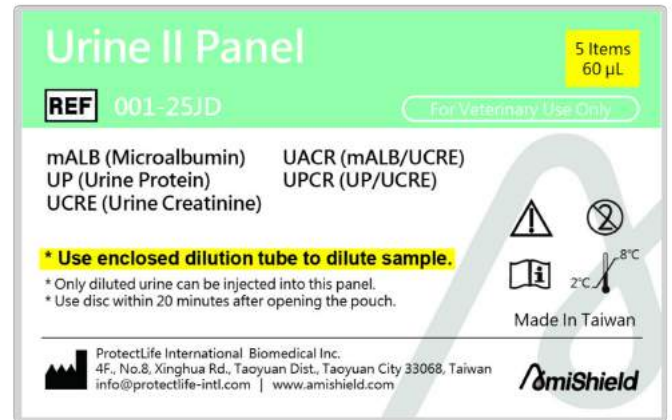 Urine II Panel
5 Items
60 µL
REF 001-25JD
For Veterinary Use Only
mALB (Microalbumin)
UP (Urine Protein)
UCRE (Urine Creatinine)
UACR (mALB/UCRE)
UPCR (UP/UCRE)
* Use enclosed dilution tube to dilute sample.
* Only diluted urine can be injected into this panel.
* Use disc within 20 minutes after opening the pouch.
2
i
2℃
8℃
Made In Taiwan
ProtectLife International Biomedical Inc.
4F., No.8, Xinghua Rd., Taoyuan Dist., Taoyuan City 33068, Taiwan
info@protectlife-intl.com | www.amishield.com
AmiShield